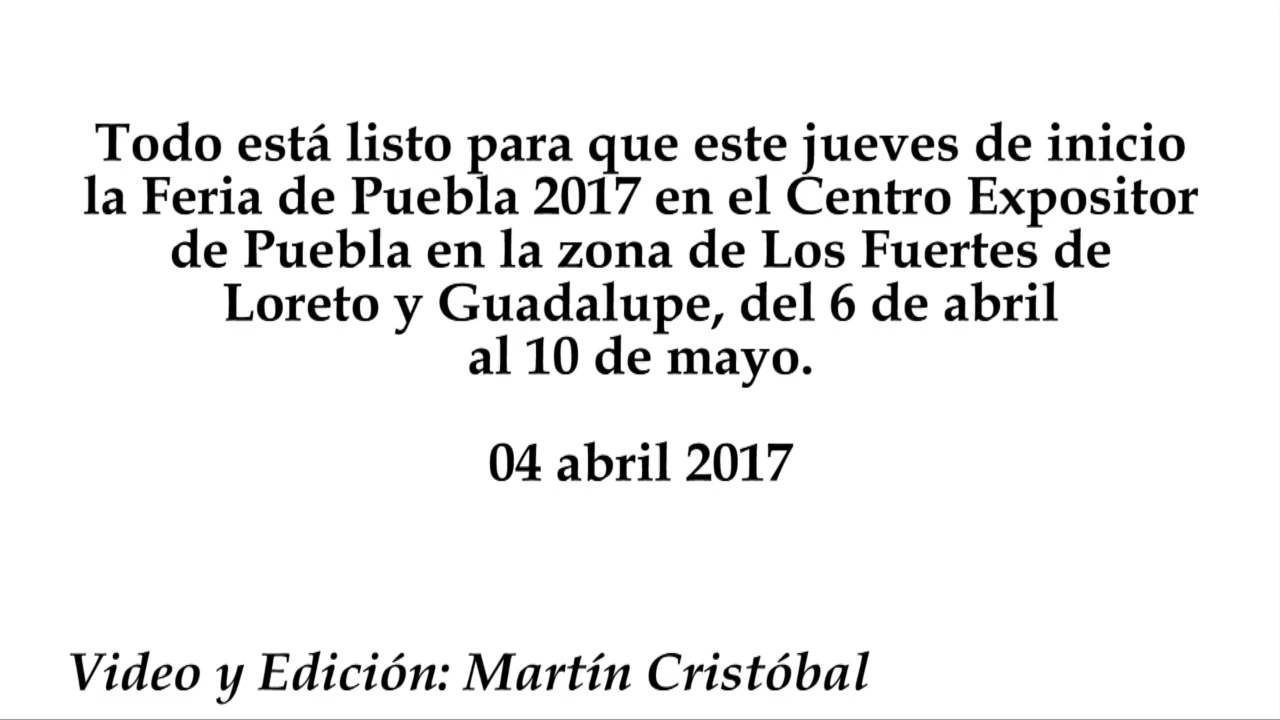 Todo está listo para que este jueves de inicio
la Feria de Puebla 2017 en el Centro Expositor
de Puebla en la zona de Los Fuertes de
Loreto y Guadalupe, del 6 de abril
al 10 de mayo.
04 abril 2017
Video y Edición: Martín Cristóbal